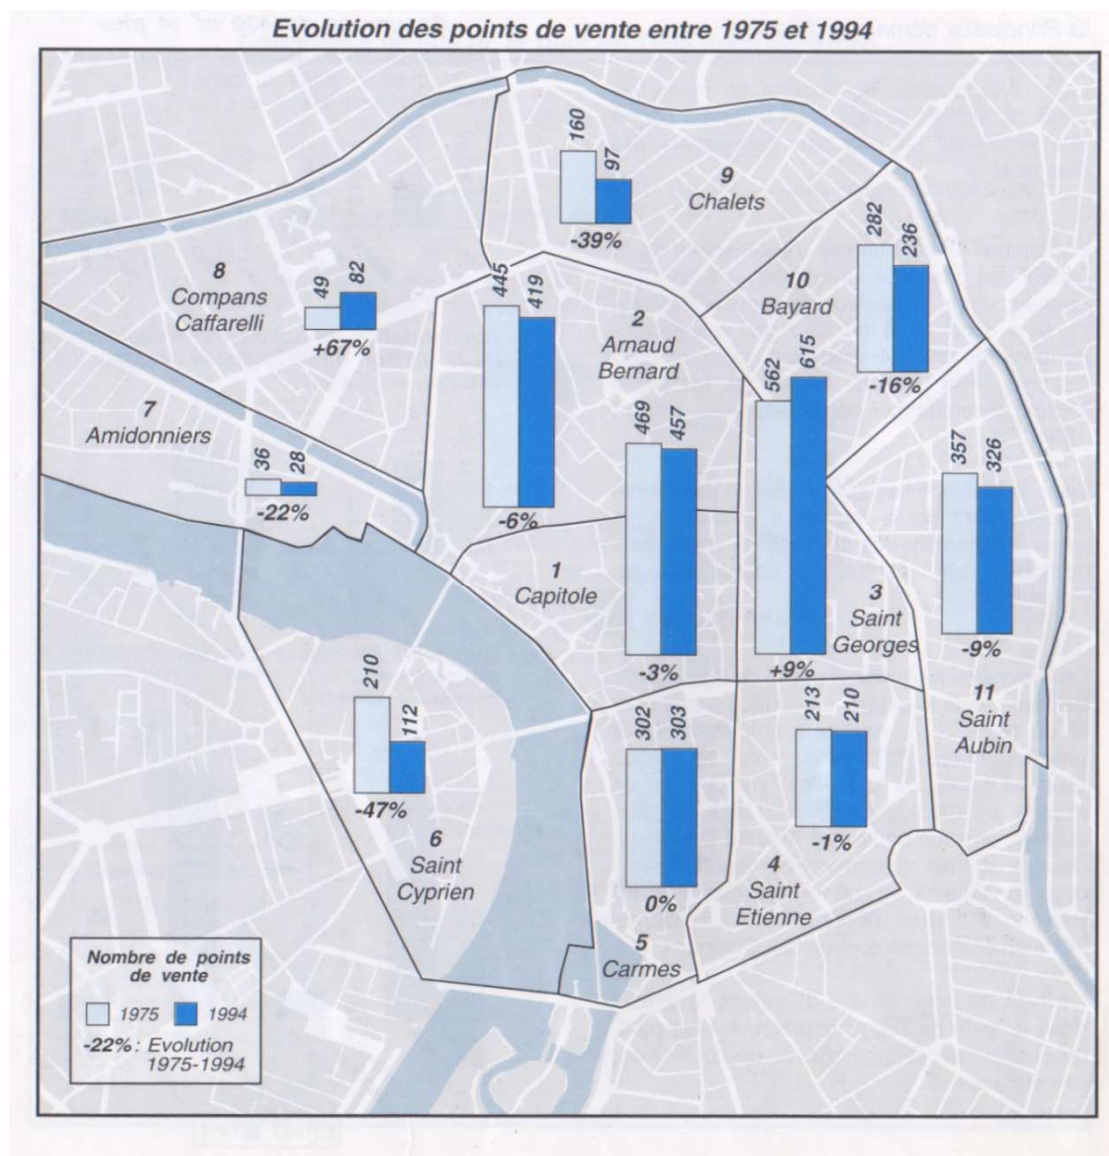 Evolution des points de vente entre 1975 et 1994
160
97
9
Chalets
-39%
282
236
10
Bayard
-16%
8
Compans
Caffarelli
49
82
+67%
445
419
2
Arnaud
Bernard
-6%
562
615
+9%
7
Amidonniers
36
28
-22%
469
457
-3%
357
326
-9%
1
Capitole
3
Saint
Georges
210
112
-47%
302
303
0%
213
210
-1%
11
Saint
Aubin
6
Saint
Cyprien
4
Saint
Etienne
5
Carmes
Nombre de points
de vente
1975 1994
-22% : Evolution
1975-1994